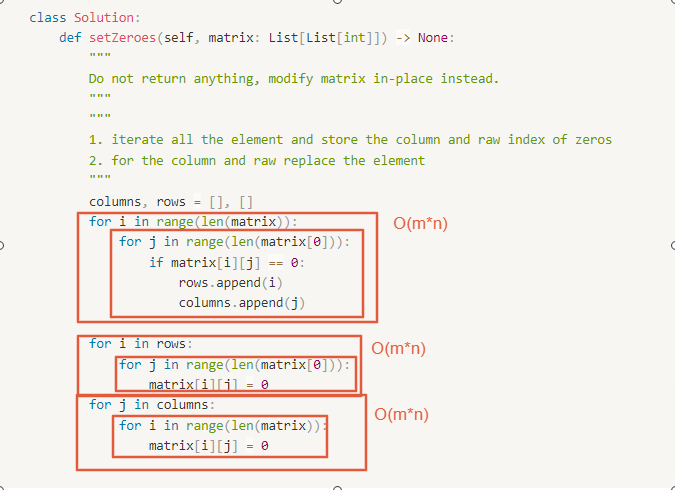 class Solution:
    def setZeroes(self, matrix: List[List[int]]) -> None:
        """
        Do not return anything, modify matrix in-place instead.
        """
        """
        1. iterate all the element and store the column and raw index of zeros
        2. for the column and raw replace the element
        """
        columns, rows = [], []
        for i in range(len(matrix)):
O(m*n)
            for j in range(len(matrix[0])):
                if matrix[i][j] == 0:
                    rows.append(i)
                    columns.append(j)
        for i in rows:
O(m*n)
            for j in range(len(matrix[0])):
                matrix[i][j] = 0
        for j in columns:
O(m*n)
            for i in range(len(matrix)):
                matrix[i][j] = 0